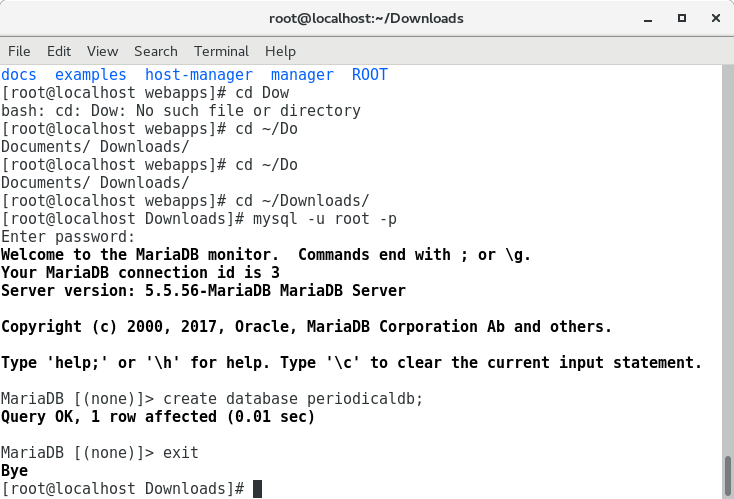 root@localhost:~/Downloads
File Edit View Search Terminal Help
docs  examples  host-manager  manager  ROOT
[root@localhost webapps]# cd Dow
bash: cd: Dow: No such file or directory
[root@localhost webapps]# cd ~/Do
Documents/ Downloads/
[root@localhost webapps]# cd ~/Do
Documents/ Downloads/
[root@localhost webapps]# cd ~/Downloads/
[root@localhost Downloads]# mysql -u root -p
Enter password:
Welcome to the MariaDB monitor.  Commands end with ; or \g.
Your MariaDB connection id is 3
Server version: 5.5.56-MariaDB MariaDB Server
Copyright (c) 2000, 2017, Oracle, MariaDB Corporation Ab and others.
Type 'help;' or '\h' for help. Type '\c' to clear the current input statement.
MariaDB [(none)]> create database periodicaldb;
Query OK, 1 row affected (0.01 sec)
MariaDB [(none)]> exit
Bye
[root@localhost Downloads]#